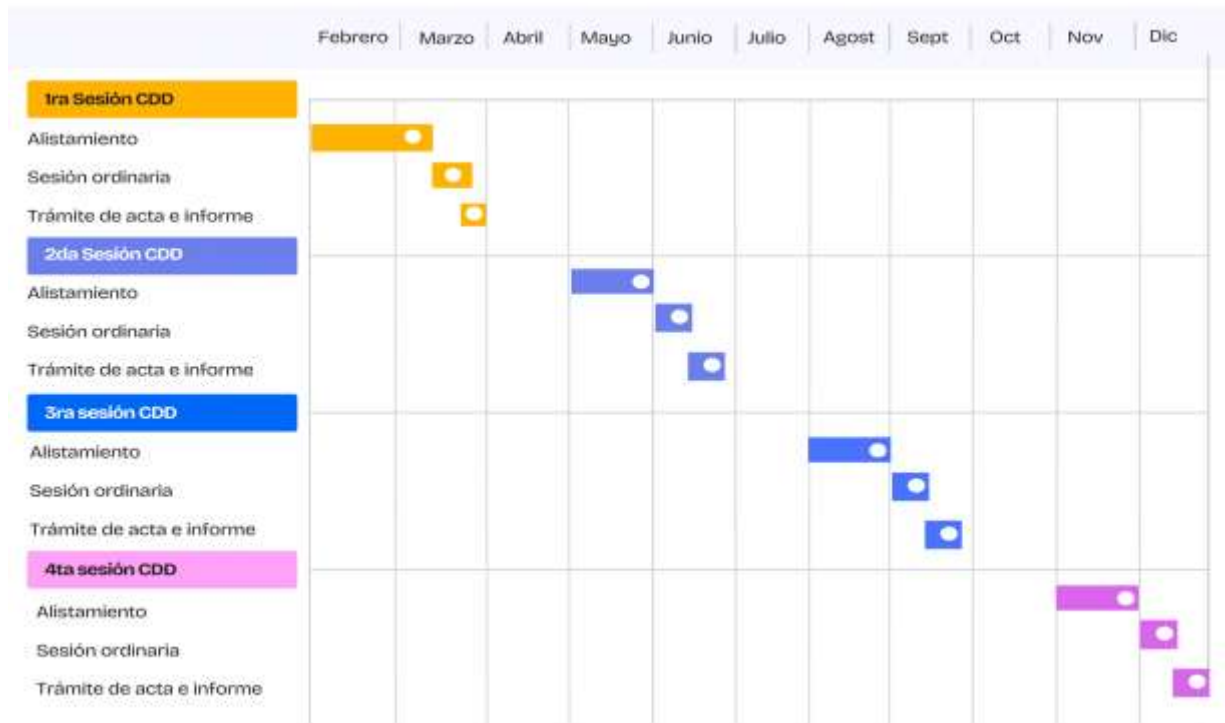 Febrero Marzo Abril Mayo Junio Julio Agost Sept Oct Nov Dic
1ra Sesión CDD
Alistamiento
Sesión ordinaria
Trámite de acta e informe
2da Sesión CDD
Alistamiento
Sesión ordinaria
Trámite de acta e informe
3ra sesión CDD
Alistamiento
Sesión ordinaria
Trámite de acta e informe
4ta sesión CDD
Alistamiento
Sesión ordinaria
Trámite de acta e informe